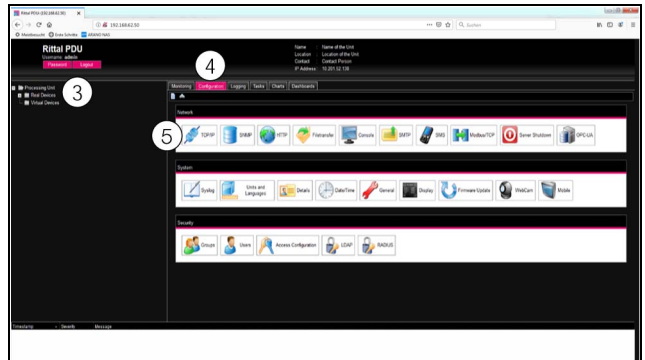 Rittal PDU (192.168.62.50)
192.168.62.50
Suchen
Meistbesucht Erste Schritte ARAND NAS
Rittal PDU
Username: admin
Password Logout
Name : Name of the Unit
Location : Location of the Unit
Contact : Contact Person
IP Address : 10.201.52.138
4
Processing Unit
Real Devices
Virtual Devices
3
Monitoring Configuration Logging Tasks Charts Dashboards
Network
5
TCP/IP SNMP HTTP Filetransfer Console SMTP SMS Modbus/TCP Server Shutdown OPC-UA
System
Syslog Units and Languages Details Date/Time General Display Firmware Update WebCam Mobile
Security
Groups Users Access Configuration LDAP RADIUS
Timestamp Severity Message